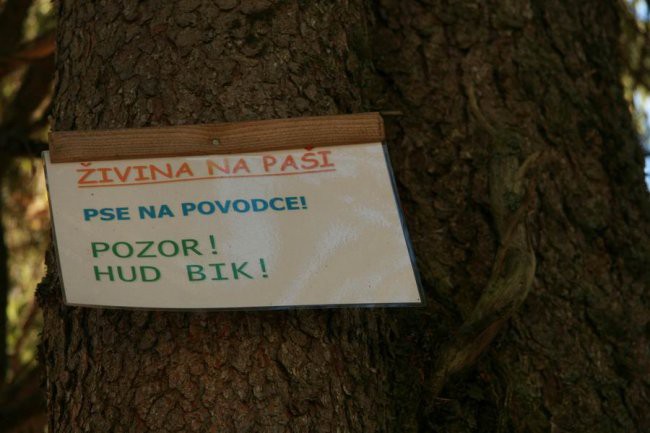 ŽIVINA NA PAŠI
PSE NA POVODCE!
POZOR!
HUD BIK!